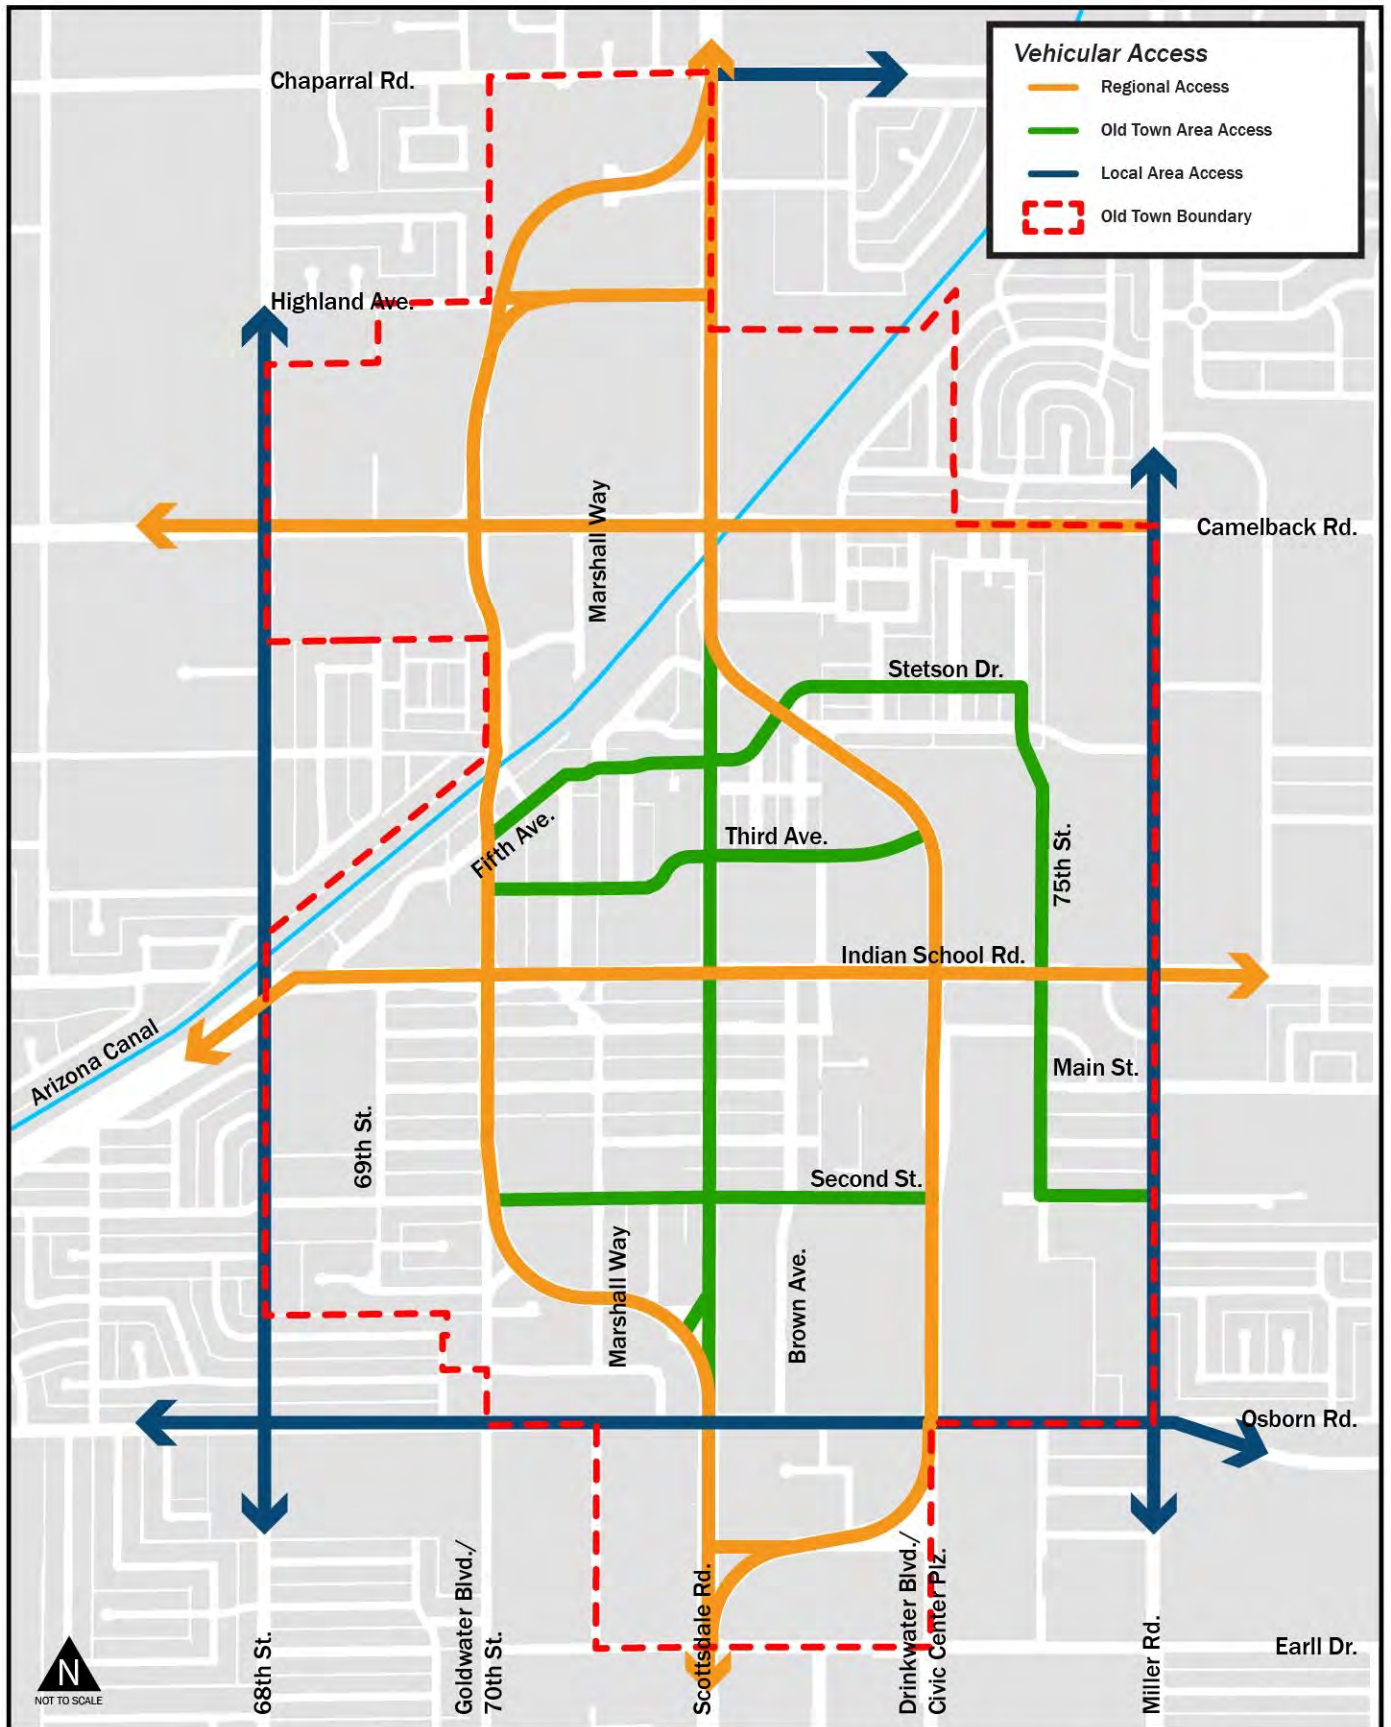 Vehicular Access
Regional Access
Old Town Area Access
Local Area Access
Old Town Boundary
Chaparral Rd.
Highland Ave.
Marshall Way
Camelback Rd.
Stetson Dr.
Fifth Ave.
Third Ave.
75th St.
Indian School Rd.
Arizona Canal
Main St.
69th St.
Second St.
Marshall Way
Brown Ave.
Osborn Rd.
68th St.
Goldwater Blvd./
70th St.
Scottsdale Rd.
Drinkwater Blvd./
Civic Center Plz.
Miller Rd.
Earll Dr.
N
NOT TO SCALE